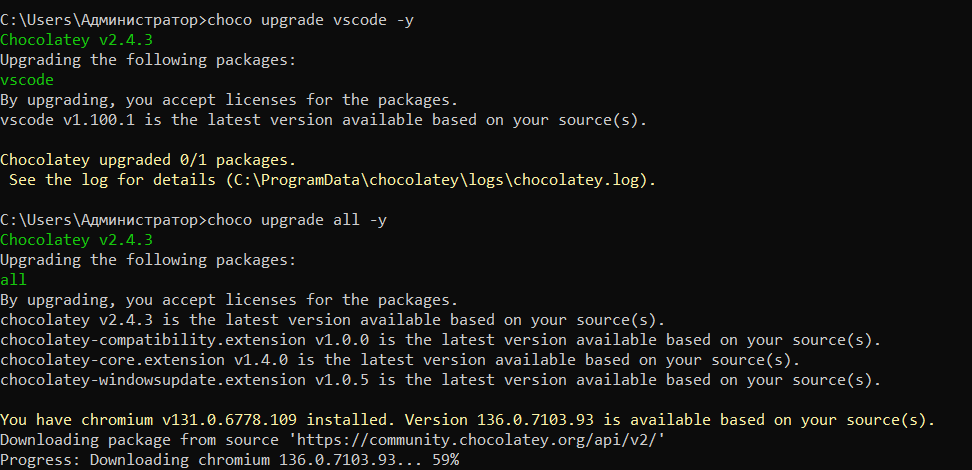 C:\Users\Администратор>choco upgrade vscode -y
Chocolatey v2.4.3
Upgrading the following packages:
vscode
By upgrading, you accept licenses for the packages.
vscode v1.100.1 is the latest version available based on your source(s).
Chocolatey upgraded 0/1 packages.
 See the log for details (C:\ProgramData\chocolatey\logs\chocolatey.log).
C:\Users\Администратор>choco upgrade all -y
Chocolatey v2.4.3
Upgrading the following packages:
all
By upgrading, you accept licenses for the packages.
chocolatey v2.4.3 is the latest version available based on your source(s).
chocolatey-compatibility.extension v1.0.0 is the latest version available based on your source(s).
chocolatey-core.extension v1.4.0 is the latest version available based on your source(s).
chocolatey-windowsupdate.extension v1.0.5 is the latest version available based on your source(s).
You have chromium v131.0.6778.109 installed. Version 136.0.7103.93 is available based on your source(s).
Downloading package from source 'https://community.chocolatey.org/api/v2/'
Progress: Downloading chromium 136.0.7103.93... 59%